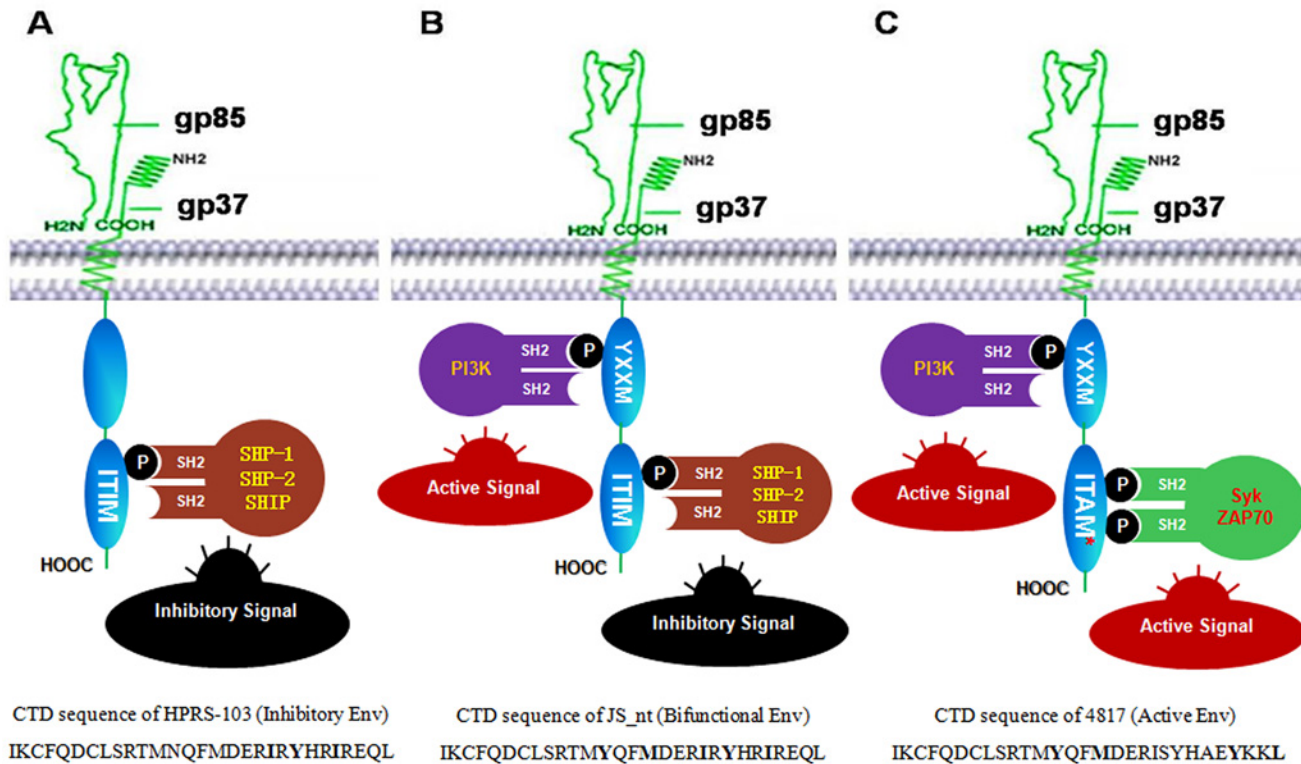 A
gp85
NH2
gp37
H2N COOH
ITIM
P
SH2
SH2
SHP-1
SHP-2
SHIP
HOOC
Inhibitory Signal
CTD sequence of HPRS-103 (Inhibitory Env)
IKCFQDCLSRTMNQFMDERIRYHRIREQL
B
gp85
NH2
gp37
H2N COOH
PI3K
SH2
SH2
P
YXXM
Active Signal
ITIM
P
SH2
SH2
SHP-1
SHP-2
SHIP
HOOC
Inhibitory Signal
CTD sequence of JS_nt (Bifunctional Env)
IKCFQDCLSRTMYQFMDERIRYHRIREQL
C
gp85
NH2
gp37
H2N COOH
PI3K
SH2
SH2
P
YXXM
Active Signal
ITAM*
P
P
SH2
SH2
Syk
ZAP70
HOOC
Active Signal
CTD sequence of 4817 (Active Env)
IKCFQDCLSRTMYQFMDERISYHAEYKKL